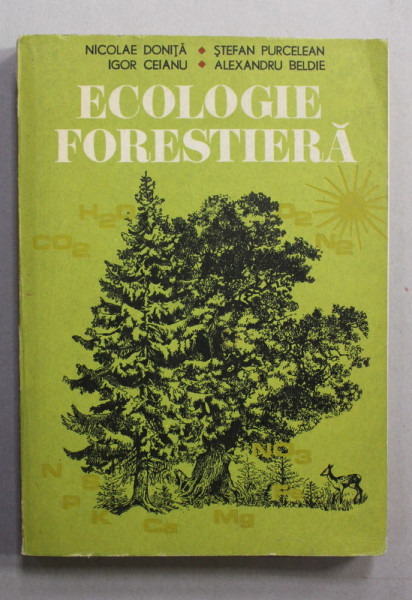 NICOLAE DONIȚĂ ♦ ȘTEFAN PURCELEAN
IGOR CEIANU ♦ ALEXANDRU BELDIE
ECOLOGIE
FORESTIERĂ
H2O O2
CO2 N2
NO3
N S
P K Ca Mg